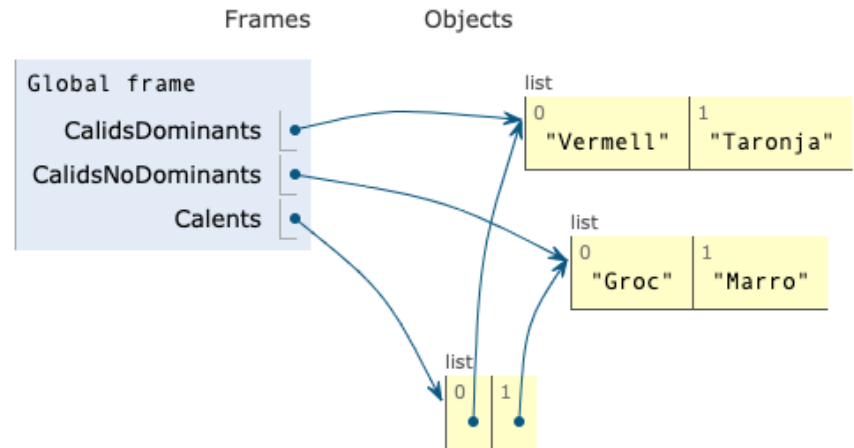 Frames Objects
Global frame
CalidsDominants
CalidsNoDominants
Calents
list
0 1
"Vermell" "Taronja"
list
0 1
"Groc" "Marro"
list
0 1